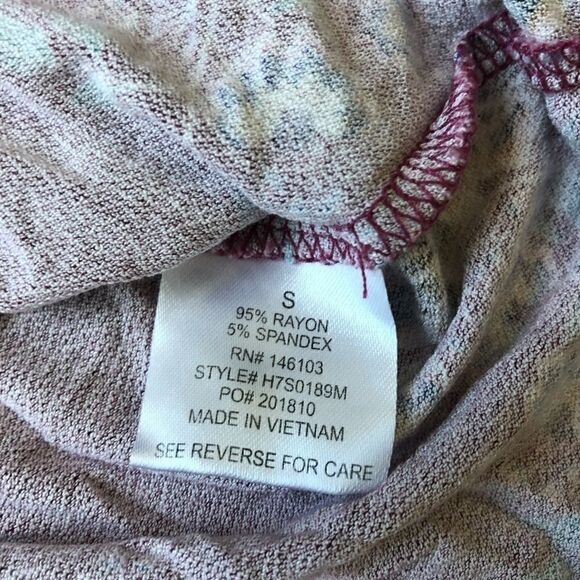 S
95% RAYON
5% SPANDEX
RN# 146103
STYLE# H7S0189M
PO# 201810
MADE IN VIETNAM
SEE REVERSE FOR CARE